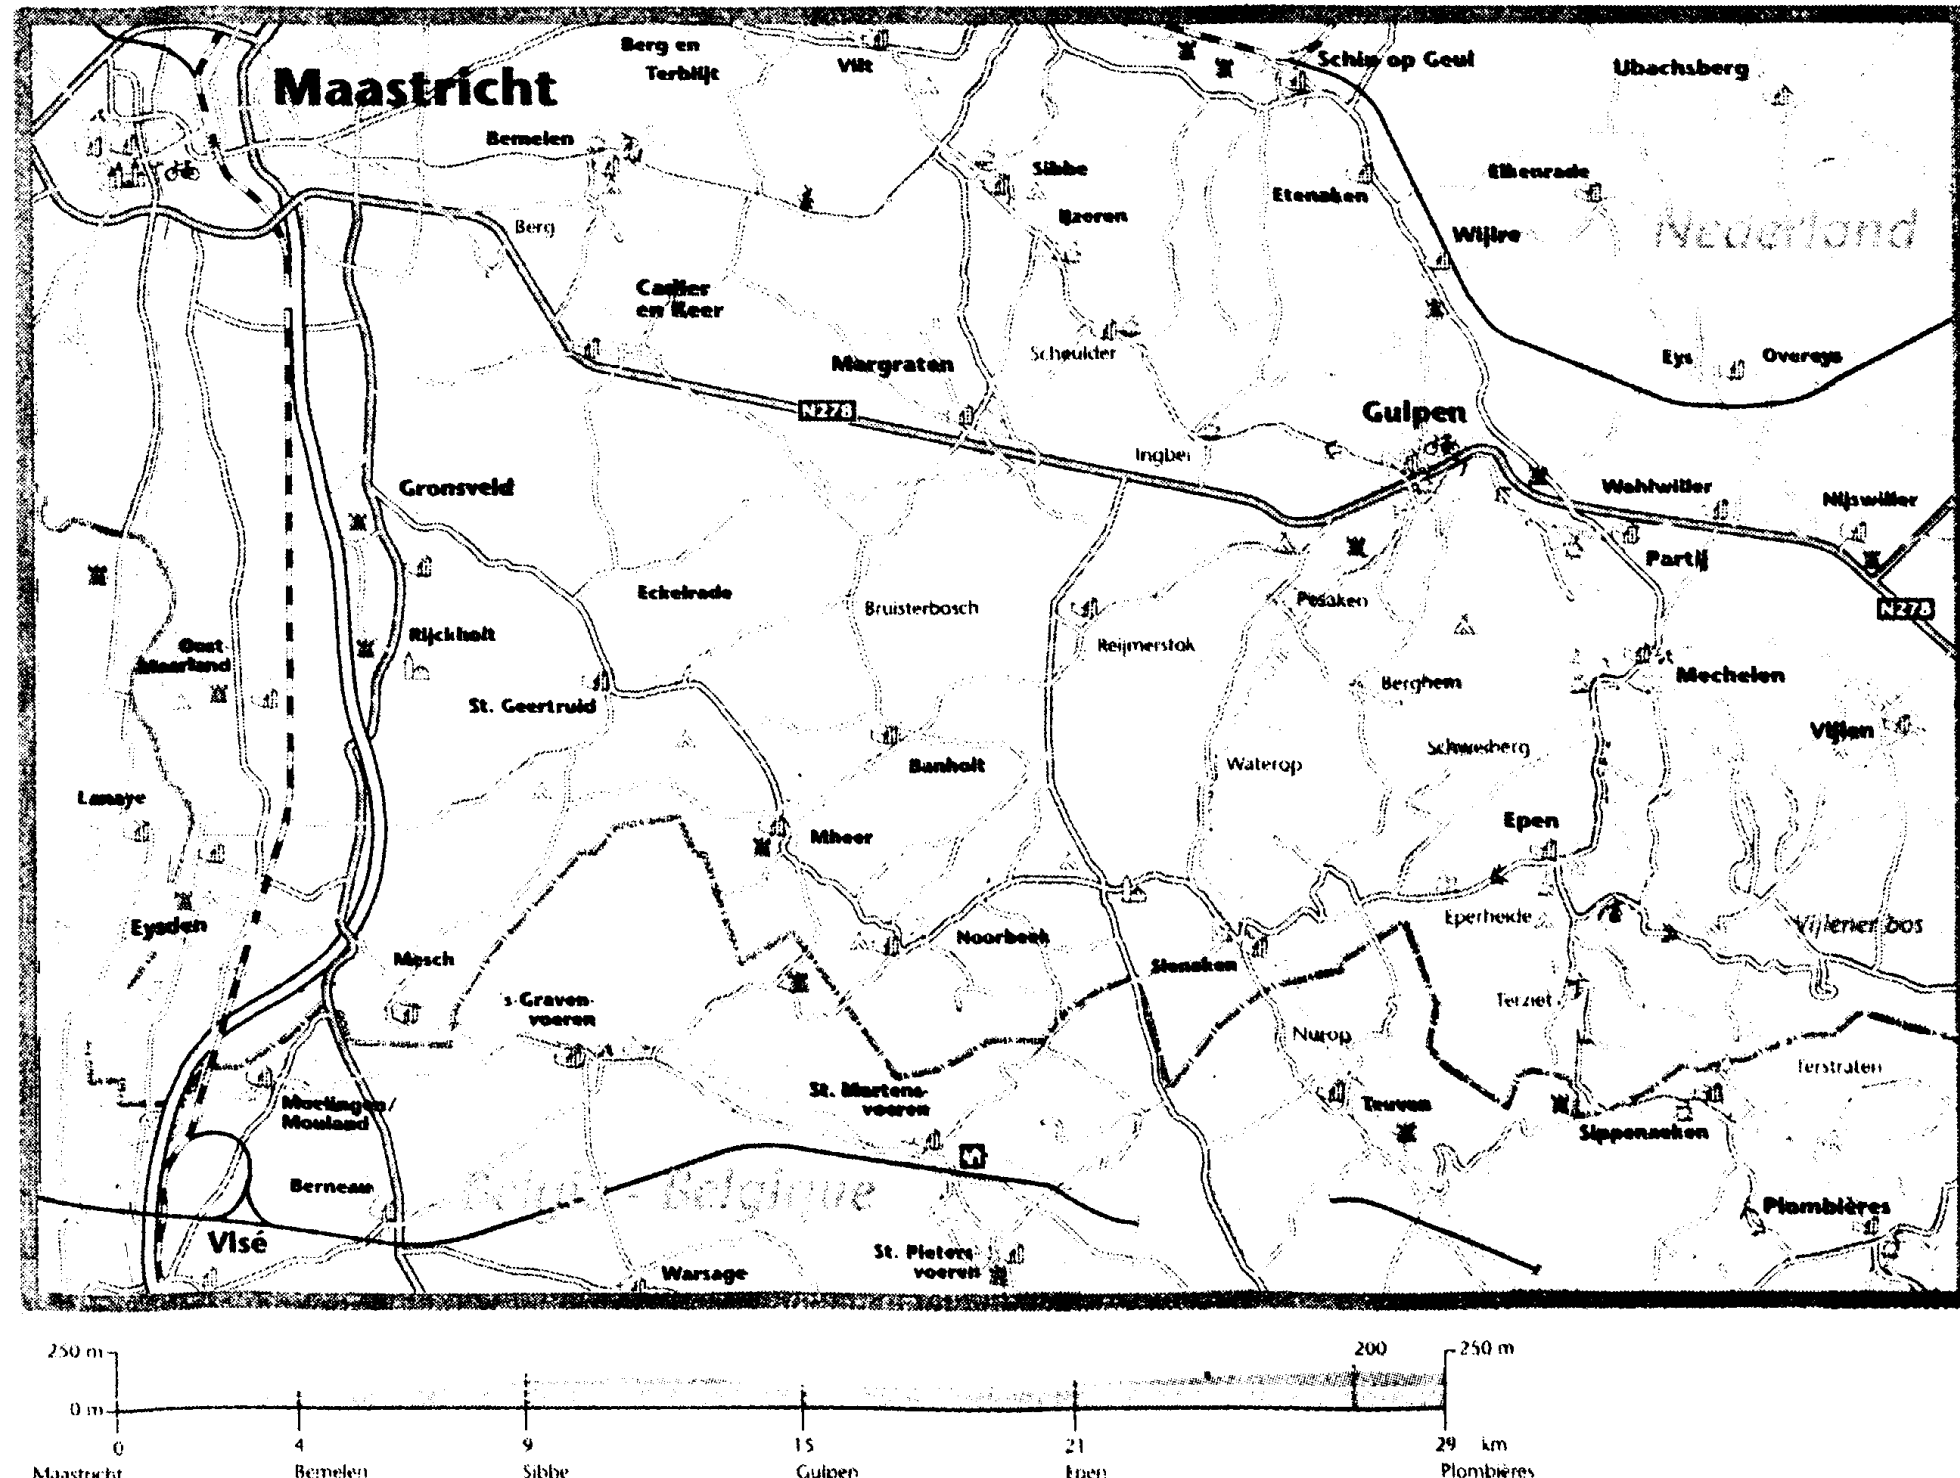 Berg en
Terblijt
Vilt
Schin op Geul
Ubachsberg
Maastricht
Bemelen
Sibbe
Etenaken
Elkenrade
IJzeren
Wijlre
Nederland
Berg
Cadier
en Keer
Scheulder
Margraten
Eys
Overeys
N278
Gulpen
Ingber
Gronsveld
Wahlwiller
Nijswiller
Partij
Eckelrade
Bruisterbosch
Pesaken
N278
Rijckholt
Oost-
Maarland
Reijmerstok
Berghem
Mechelen
St. Geertruid
Vijlen
Schweiberg
Waterop
Banholt
Lanaye
Mheer
Epen
Eysden
Eperheide
Vijlener bos
Noorbeek
Mesch
Slenaken
's-Graven-
voeren
Terziet
Nurop
Terstraten
St. Martens-
voeren
Moelingen/
Mouland
Teuven
Sippenaeken
Berneau
België - Belgique
Plombières
Visé
St. Pieters-
voeren
Warsage
250 m
200
250 m
0 m
0
4
9
15
21
29 km
Maastricht
Bemelen
Sibbe
Gulpen
Epen
Plombières